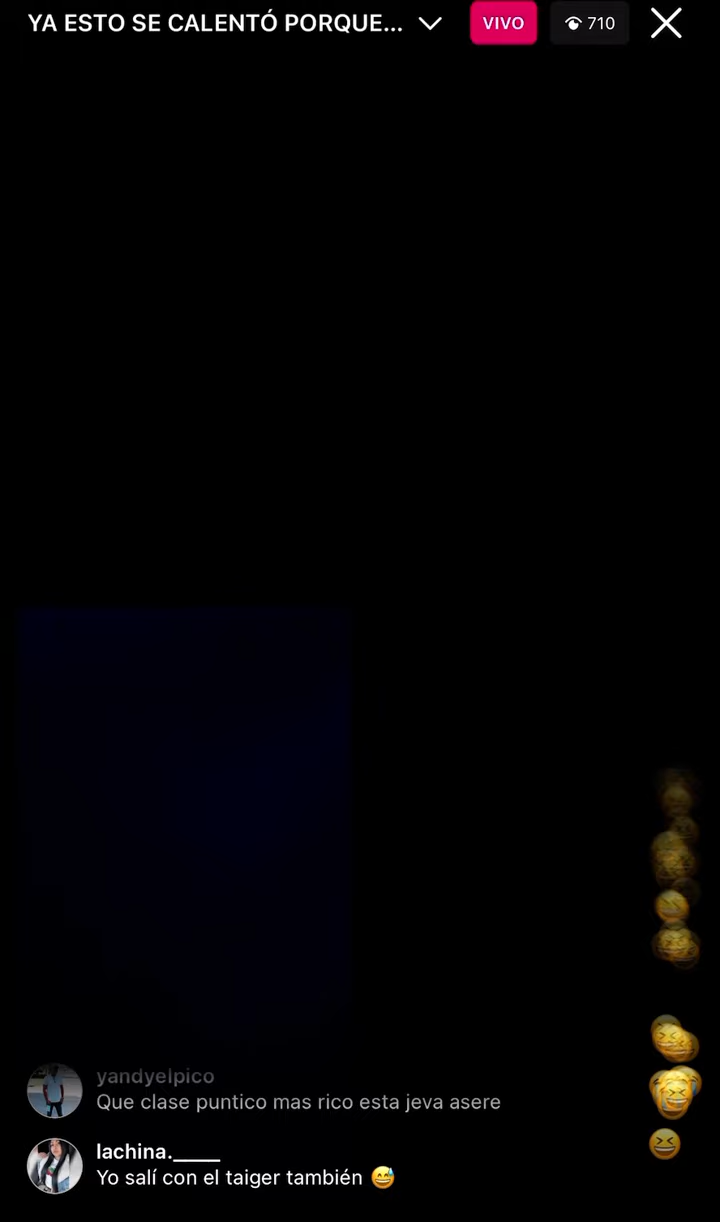 YA ESTO SE CALENTÓ PORQUE... VIVO 710
yandyelpico
Que clase puntico mas rico esta jeva asere
lachina._____
Yo salí con el taiger también 😅